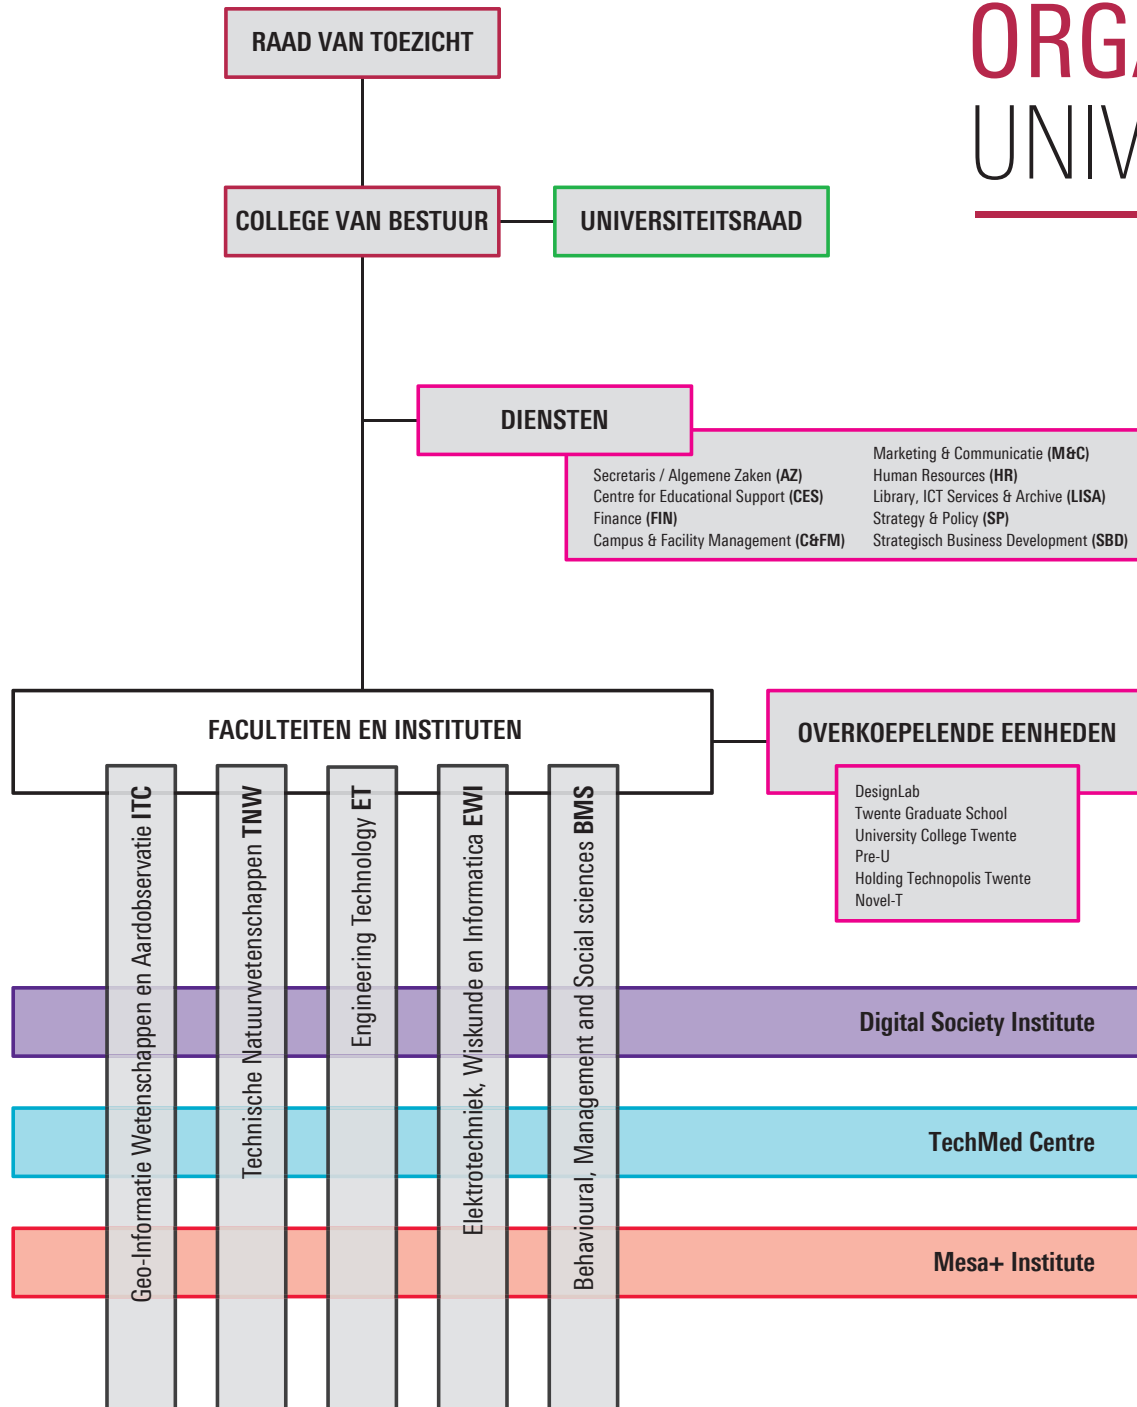 ORGA
UNIV
RAAD VAN TOEZICHT
COLLEGE VAN BESTUUR
UNIVERSITEITSRAAD
DIENSTEN
Secretaris / Algemene Zaken (AZ)
Centre for Educational Support (CES)
Finance (FIN)
Campus & Facility Management (C&FM)
Marketing & Communicatie (M&C)
Human Resources (HR)
Library, ICT Services & Archive (LISA)
Strategy & Policy (SP)
Strategisch Business Development (SBD)
FACULTEITEN EN INSTITUTEN
OVERKOEPELENDE EENHEDEN
DesignLab
Twente Graduate School
University College Twente
Pre-U
Holding Technopolis Twente
Novel-T
Geo-Informatie Wetenschappen en Aardobservatie ITC
Technische Natuurwetenschappen TNW
Engineering Technology ET
Elektrotechniek, Wiskunde en Informatica EWI
Behavioural, Management and Social sciences BMS
Digital Society Institute
TechMed Centre
Mesa+ Institute